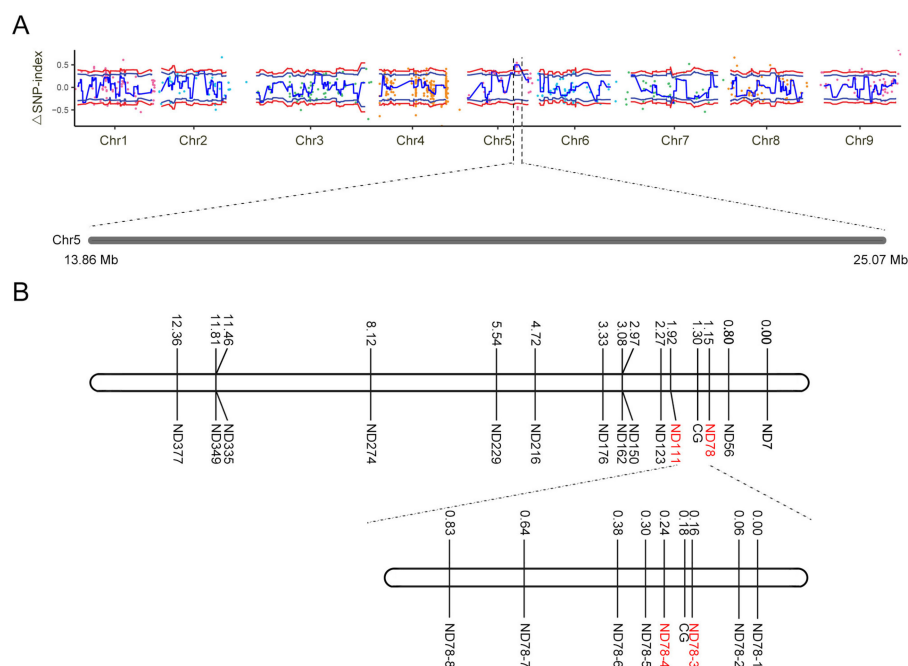 A
△SNP-index
0.5
0.0
−0.5
Chr1 Chr2 Chr3 Chr4 Chr5 Chr6 Chr7 Chr8 Chr9
Chr5
13.86 Mb 25.07 Mb
B
12.36 11.81 11.46 8.12 5.54 4.72 3.33 3.08 2.97 2.27 1.92 1.30 1.15 0.80 0.00
ND377 ND349 ND335 ND274 ND229 ND216 ND176 ND162 ND150 ND123 ND111 CG ND78 ND56 ND7
0.83 0.64 0.38 0.30 0.24 0.18 0.16 0.06 0.00
ND78-8 ND78-7 ND78-6 ND78-5 ND78-4 CG ND78-3 ND78-2 ND78-1